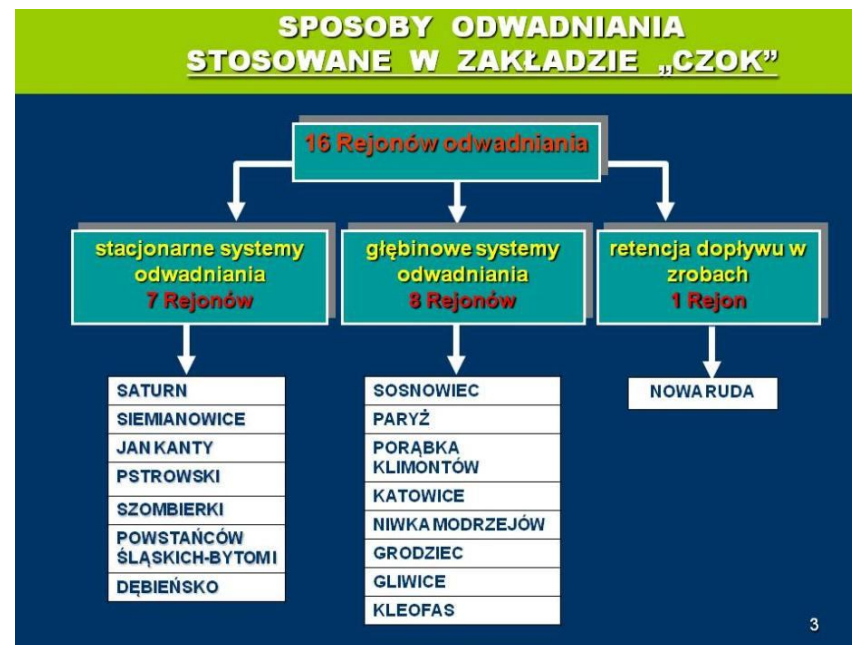 SPOSOBY ODWADNIANIA
STOSOWANE W ZAKŁADZIE „CZOK”
16 Rejonów odwadniania
stacjonarne systemy
odwadniania
7 Rejonów
głębinowe systemy
odwadniania
8 Rejonów
retencja dopływu w
zrobach
1 Rejon
SATURN
SIEMIANOWICE
JAN KANTY
PSTROWSKI
SZOMBIERKI
POWSTAŃCÓW
ŚLĄSKICH-BYTOMI
DĘBIEŃSKO
SOSNOWIEC
PARYŻ
PORĄBKA
KLIMONTÓW
KATOWICE
NIWKA MODRZEJÓW
GRODZIEC
GLIWICE
KLEOFAS
NOWA RUDA
3